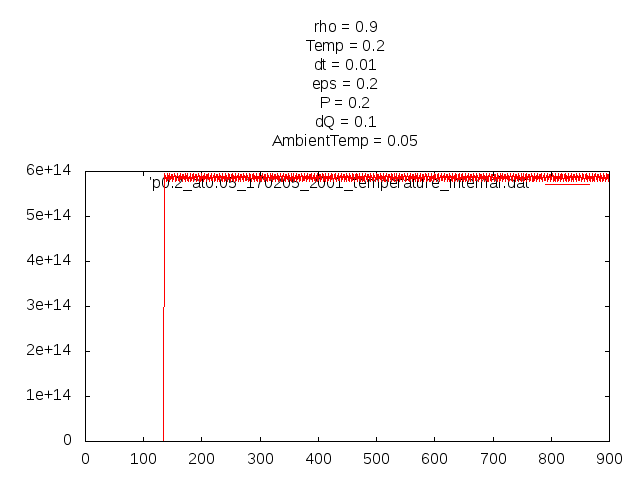 rho = 0.9
Temp = 0.2
dt = 0.01
eps = 0.2
P = 0.2
dQ = 0.1
AmbientTemp = 0.05
6e+14
'p0.2_at0.05_170205_2001_temperature_internal.dat'
5e+14
4e+14
3e+14
2e+14
1e+14
0
0 100 200 300 400 500 600 700 800 900